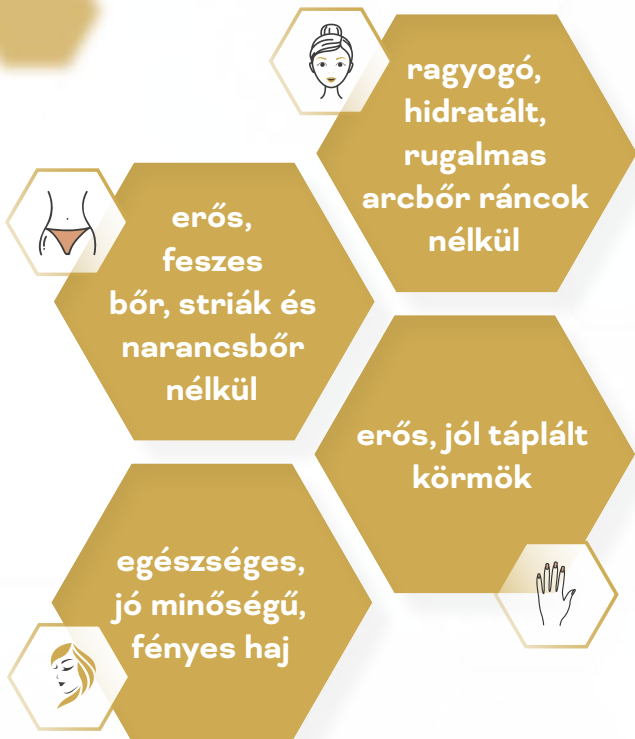 ragyogó,
hidratált,
rugalmas
arcbőr ráncok
nélkül
erős,
feszes
bőr, striák és
narancsbőr
nélkül
erős, jól táplált
körmök
egészséges,
jó minőségű,
fényes haj